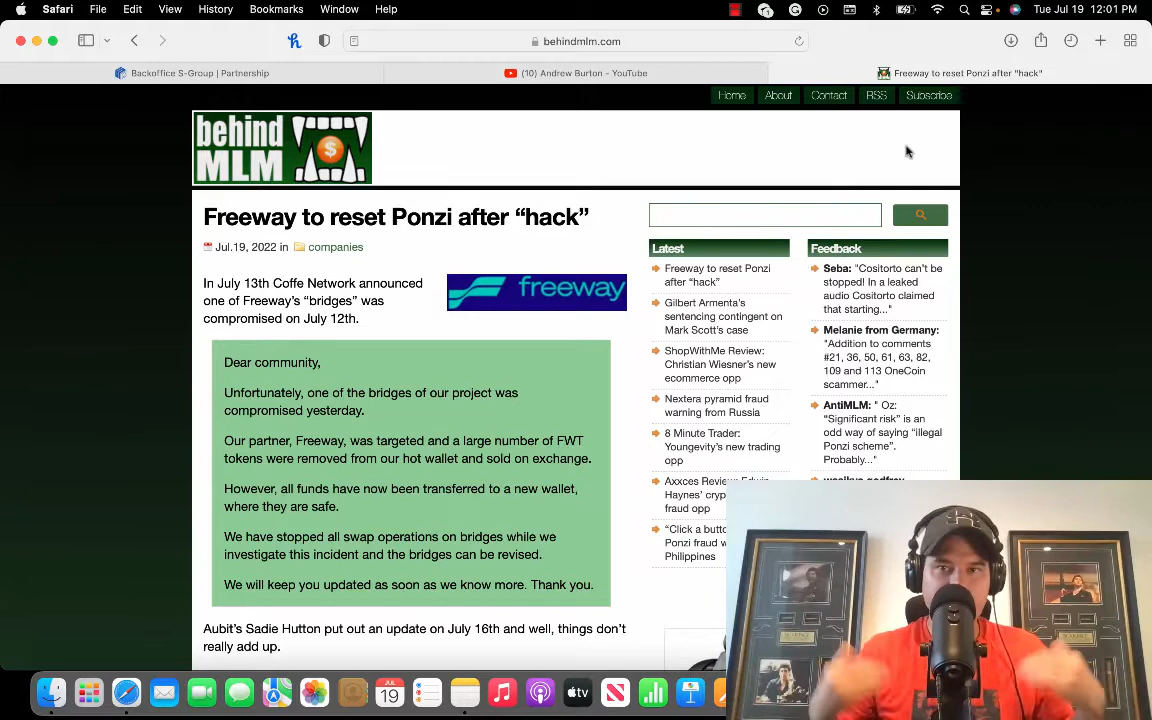 Safari File Edit View History Bookmarks Window Help
Tue Jul 19 12:01 PM
behindmlm.com
Backoffice S-Group | Partnership
(10) Andrew Burton - YouTube
Freeway to reset Ponzi after "hack"
Home About Contact RSS Subscribe
behind
MLM
$
Freeway to reset Ponzi after “hack”
Jul.19, 2022 in companies
In July 13th Coffe Network announced
one of Freeway’s “bridges” was
compromised on July 12th.
freeway
Dear community,
Unfortunately, one of the bridges of our project was
compromised yesterday.
Our partner, Freeway, was targeted and a large number of FWT
tokens were removed from our hot wallet and sold on exchange.
However, all funds have now been transferred to a new wallet,
where they are safe.
We have stopped all swap operations on bridges while we
investigate this incident and the bridges can be revised.
We will keep you updated as soon as we know more. Thank you.
Aubit’s Sadie Hutton put out an update on July 16th and well, things don’t
really add up.
Latest
Freeway to reset Ponzi
after “hack”
Gilbert Armenta’s
sentencing contingent on
Mark Scott’s case
ShopWithMe Review:
Christian Wiesner’s new
ecommerce opp
Nextera pyramid fraud
warning from Russia
8 Minute Trader:
Youngevity’s new trading
opp
Axxces Review: Edwin
Haynes’ cryp
fraud opp
“Click a butto
Ponzi fraud w
Philippines
Feedback
Seba: "Cositorto can’t be
stopped! In a leaked
audio Cositorto claimed
that starting..."
Melanie from Germany:
"Addition to comments
#21, 36, 50, 61, 63, 82,
109 and 113 OneCoin
scammer..."
AntiMLM: " Oz:
“Significant risk” is an
odd way of saying “illegal
Ponzi scheme”.
Probably..."
JUL
19
tv